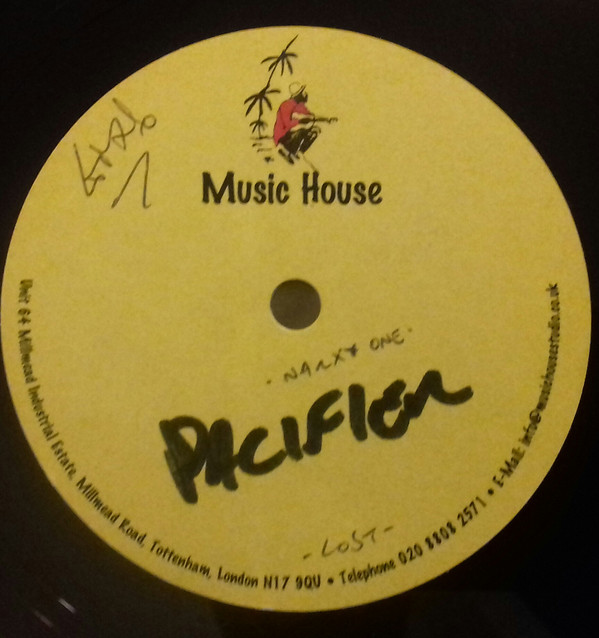 Music House
- NARXY ONE -
PACIFIER
- LOST -
Unit 64 Millmead Industrial Estate, Millmead Road, Tottenham, London N17 9QU • Telephone 020 8808 2571 • E-Mail: info@musichousestudio.co.uk